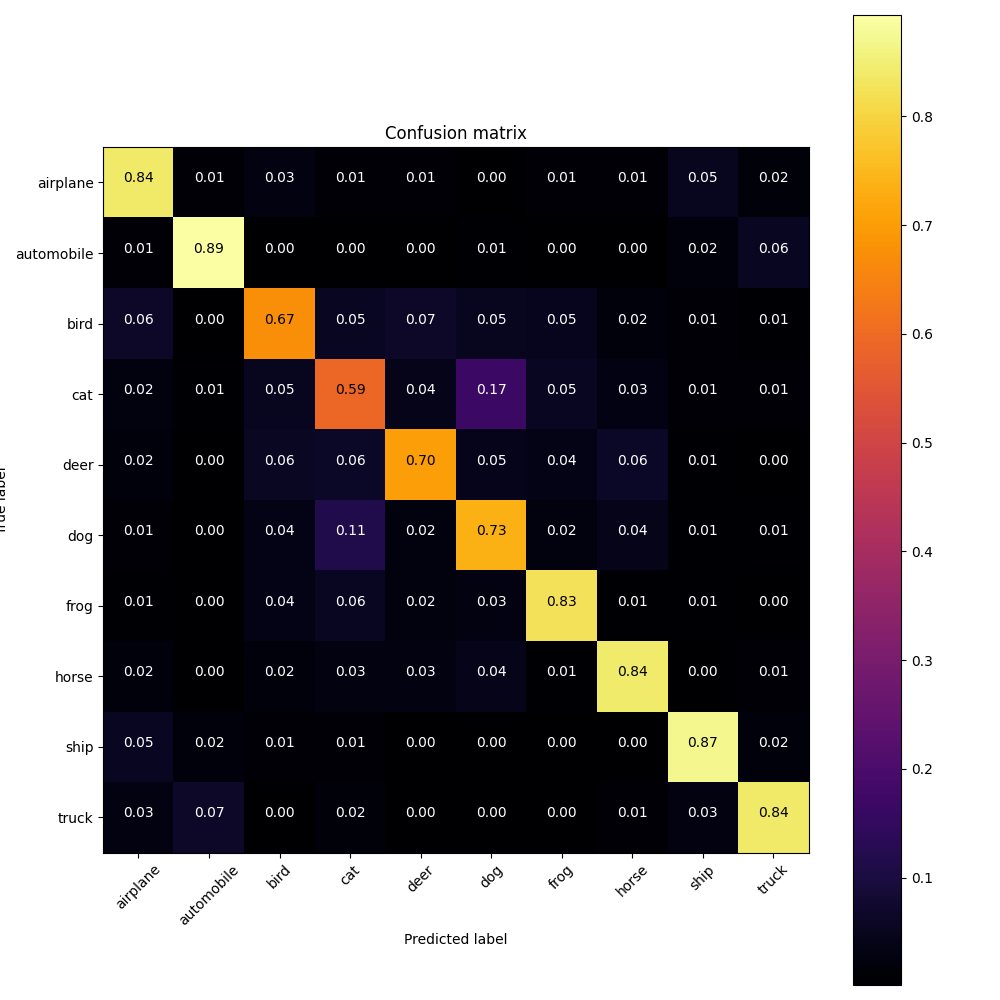 Confusion matrix
airplane 0.84 0.01 0.03 0.01 0.01 0.00 0.01 0.01 0.05 0.02
automobile 0.01 0.89 0.00 0.00 0.00 0.01 0.00 0.00 0.02 0.06
bird 0.06 0.00 0.67 0.05 0.07 0.05 0.05 0.02 0.01 0.01
cat 0.02 0.01 0.05 0.59 0.04 0.17 0.05 0.03 0.01 0.01
deer 0.02 0.00 0.06 0.06 0.70 0.05 0.04 0.06 0.01 0.00
dog 0.01 0.00 0.04 0.11 0.02 0.73 0.02 0.04 0.01 0.01
frog 0.01 0.00 0.04 0.06 0.02 0.03 0.83 0.01 0.01 0.00
horse 0.02 0.00 0.02 0.03 0.03 0.04 0.01 0.84 0.00 0.01
ship 0.05 0.02 0.01 0.01 0.00 0.00 0.00 0.00 0.87 0.02
truck 0.03 0.07 0.00 0.02 0.00 0.00 0.00 0.01 0.03 0.84
airplane automobile bird cat deer dog frog horse ship truck
Predicted label
label
0.8
0.7
0.6
0.5
0.4
0.3
0.2
0.1